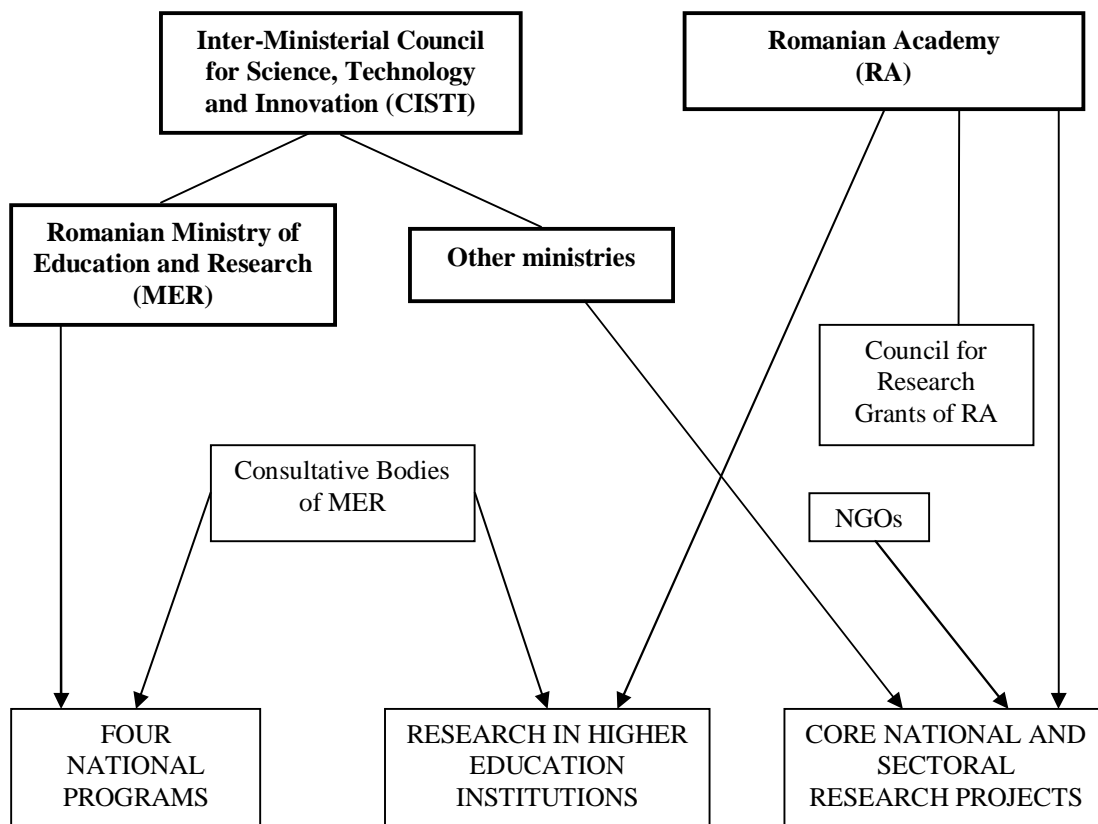 Inter-Ministerial Council
for Science, Technology
and Innovation (CISTI)
Romanian Academy
(RA)
Romanian Ministry of
Education and Research
(MER)
Other ministries
Council for
Research
Grants of RA
Consultative Bodies
of MER
NGOs
FOUR
NATIONAL
PROGRAMS
RESEARCH IN HIGHER
EDUCATION
INSTITUTIONS
CORE NATIONAL AND
SECTORAL
RESEARCH PROJECTS